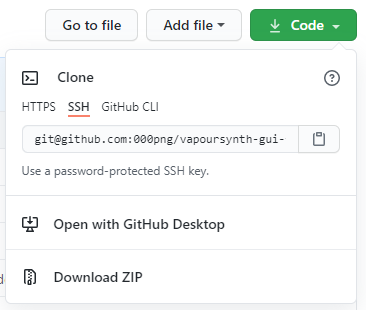 Go to file
Add file
Code
Clone
HTTPS SSH GitHub CLI
git@github.com:000png/vapoursynth-gui-
Use a password-protected SSH key.
Open with GitHub Desktop
Download ZIP